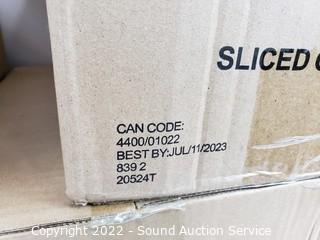 SLICED
CAN CODE:
4400/01022
BEST BY:JUL/11/2023
839 2
20524T
Copyright 2022 - Sound Auction Service